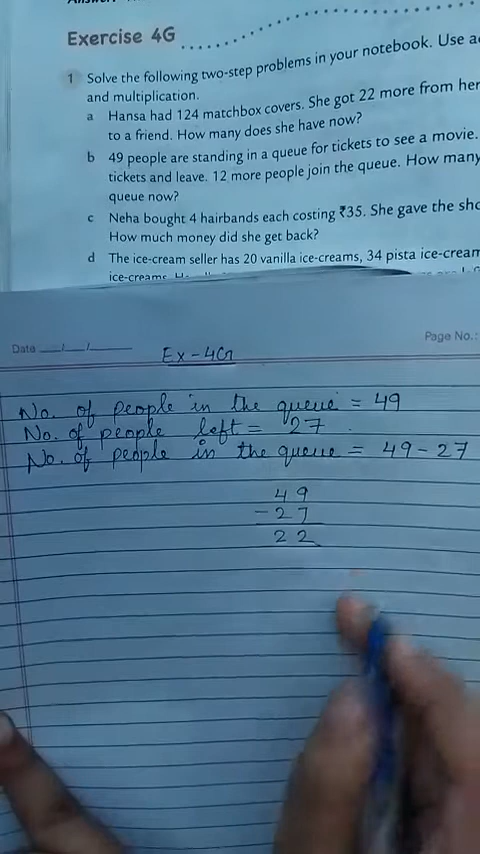 Exercise 4G
1 Solve the following two-step problems in your notebook. Use
and multiplication.
a Hansa had 124 matchbox covers. She got 22 more from her
to a friend. How many does she have now?
b 49 people are standing in a queue for tickets to see a movie.
tickets and leave. 12 more people join the queue. How many
queue now?
c Neha bought 4 hairbands each costing ₹35. She gave the
How much money did she get back?
d The ice-cream seller has 20 vanilla ice-creams, 34 pista
ice-creams.
Date __/__/__
Page No.:
Ex - 4G
No. of people in the queue = 49
No. of people left = 27
No. of people in the queue = 49 - 27
49
- 27
22